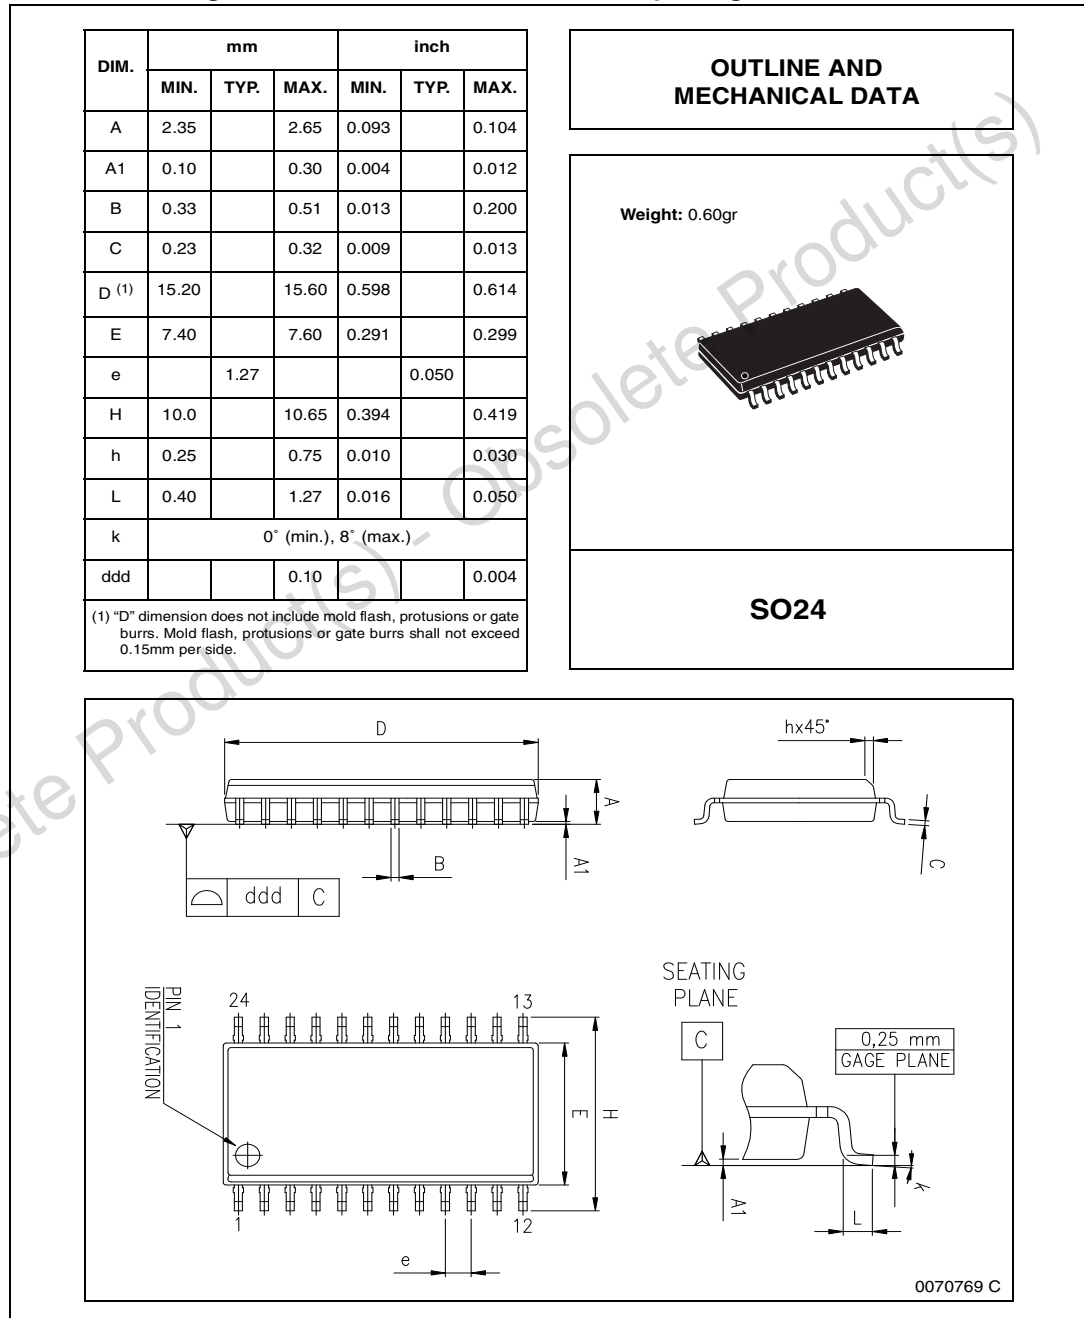 DIM. mm inch
MIN. TYP. MAX. MIN. TYP. MAX.
A 2.35 2.65 0.093 0.104
A1 0.10 0.30 0.004 0.012
B 0.33 0.51 0.013 0.200
C 0.23 0.32 0.009 0.013
D (1) 15.20 15.60 0.598 0.614
E 7.40 7.60 0.291 0.299
e 1.27 0.050
H 10.0 10.65 0.394 0.419
h 0.25 0.75 0.010 0.030
L 0.40 1.27 0.016 0.050
k 0˚ (min.), 8˚ (max.)
ddd 0.10 0.004
(1) “D” dimension does not include mold flash, protusions or gate
burrs. Mold flash, protusions or gate burrs shall not exceed
0.15mm per side.
OUTLINE AND
MECHANICAL DATA
Weight: 0.60gr
SO24
D
hx45°
A
A1
B
C
ddd C
PIN 1
IDENTIFICATION
24 13
E
H
1 12
e
SEATING
PLANE
C
0,25 mm
GAGE PLANE
A1
L
k
0070769 C
ete Product(s) - Obsolete Product(s)